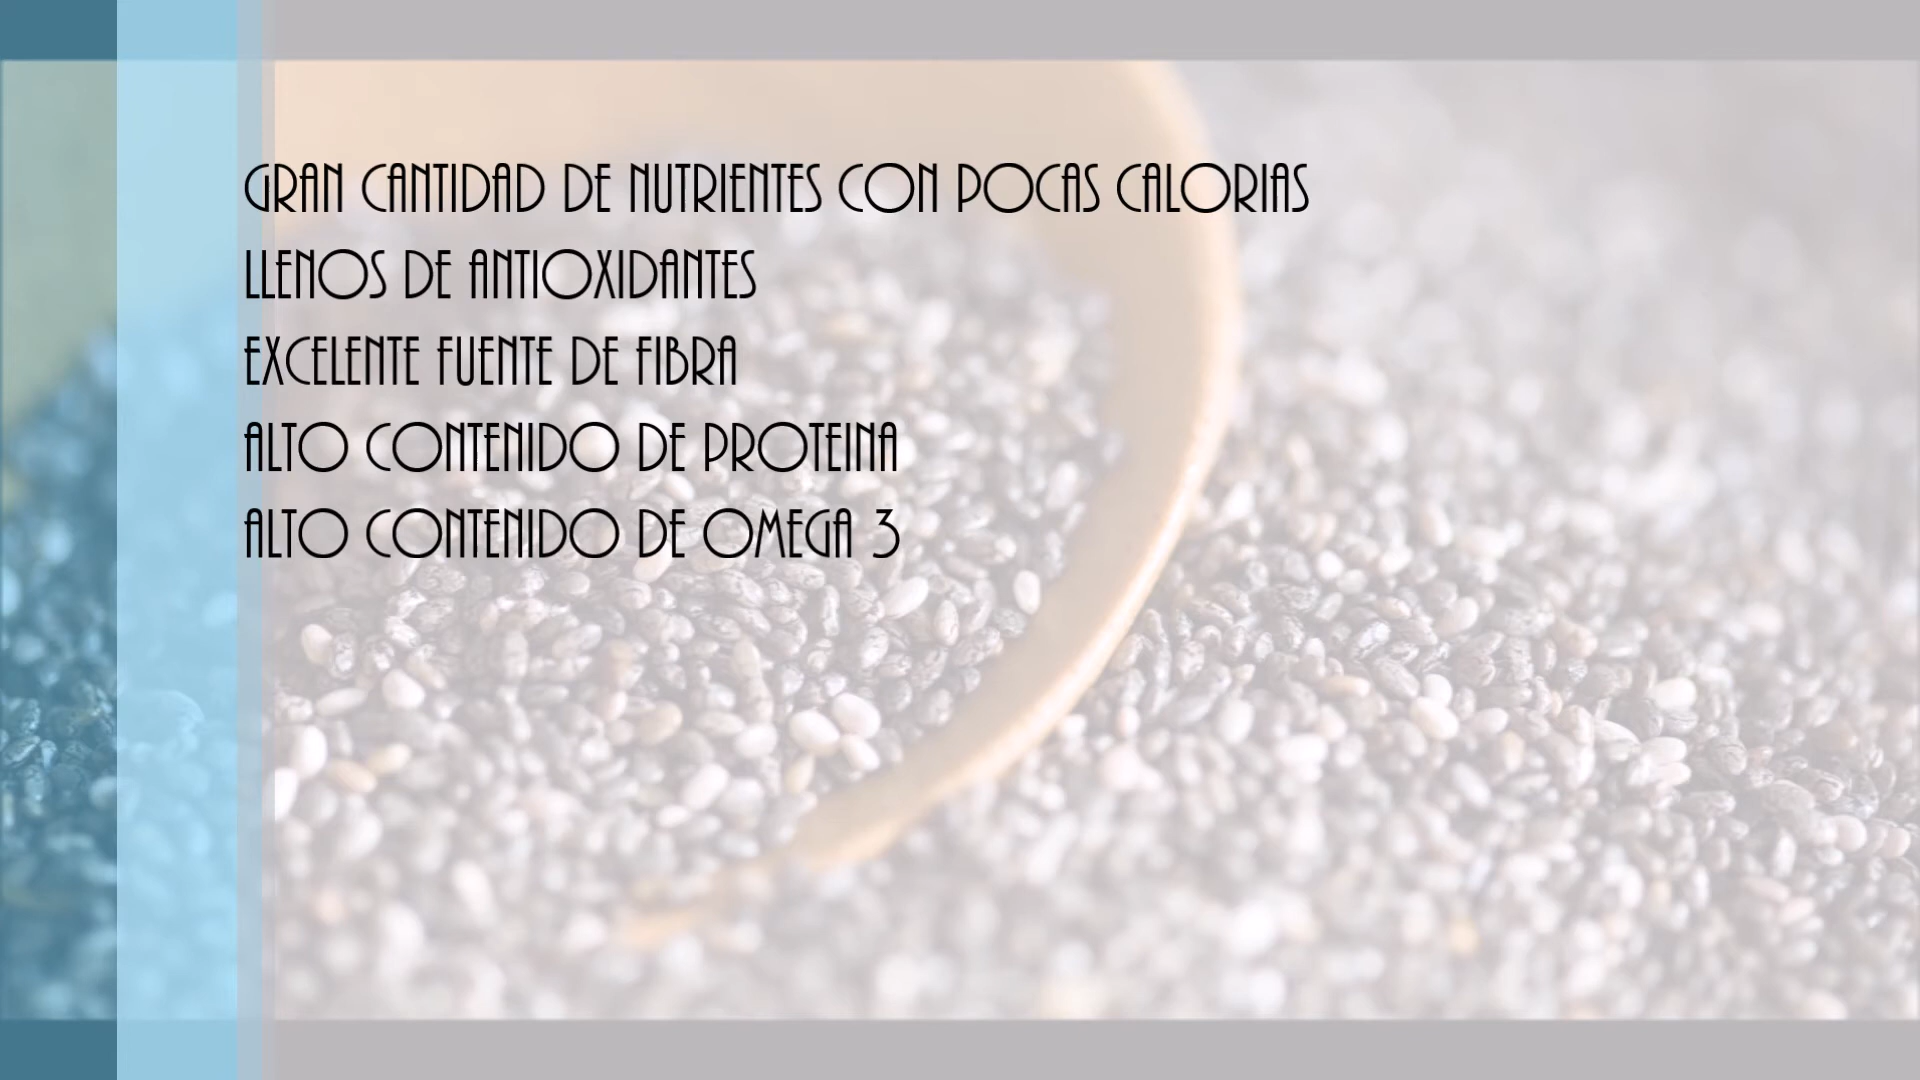 GRAN CANTIDAD DE NUTRIENTES CON POCAS CALORIAS
LLENOS DE ANTIOXIDANTES
EXCELENTE FUENTE DE FIBRA
ALTO CONTENIDO DE PROTEINA
ALTO CONTENIDO DE OMEGA 3